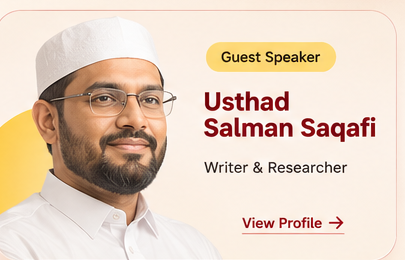 Guest Speaker
Usthad
Salman Saqafi
Writer & Researcher
View Profile →